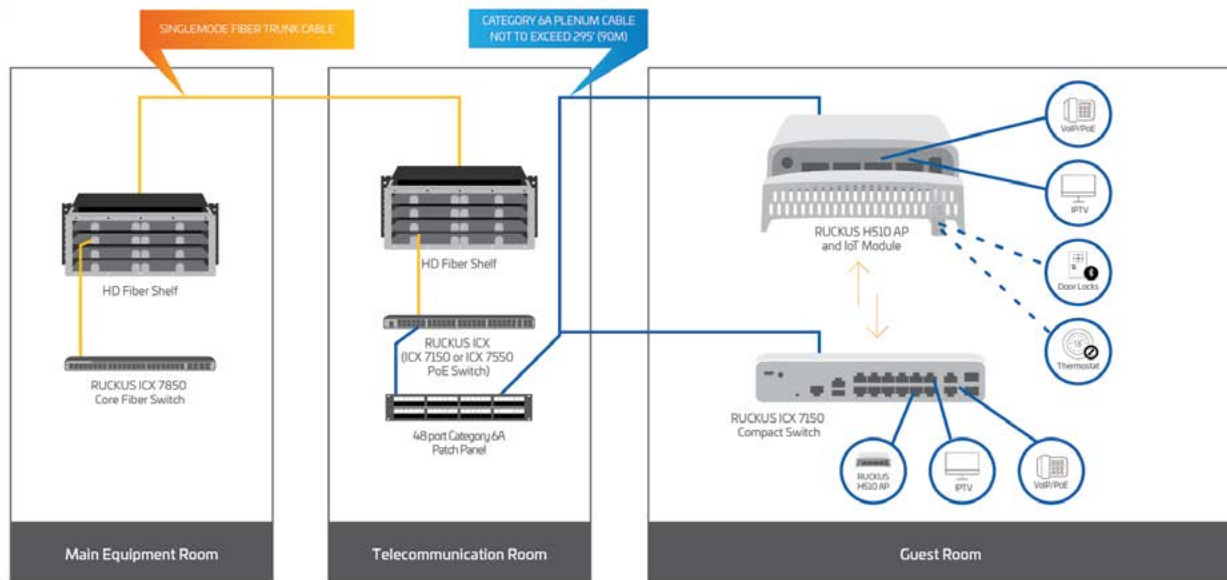 SINGLEMODE FIBER TRUNK CABLE
CATEGORY 6A PLENUM CABLE
NOT TO EXCEED 295' (90M)
HD Fiber Shelf
RUCKUS ICX 7850
Core Fiber Switch
Main Equipment Room
HD Fiber Shelf
RUCKUS ICX
(ICX 7150 or ICX 7550
PoE Switch)
48 port Category 6A
Patch Panel
Telecommunication Room
VoIP/PoE
IPTV
RUCKUS H510 AP
and IoT Module
Door Locks
Thermostat
RUCKUS ICX 7150
Compact Switch
RUCKUS
H510 AP
IPTV
VoIP/PoE
Guest Room